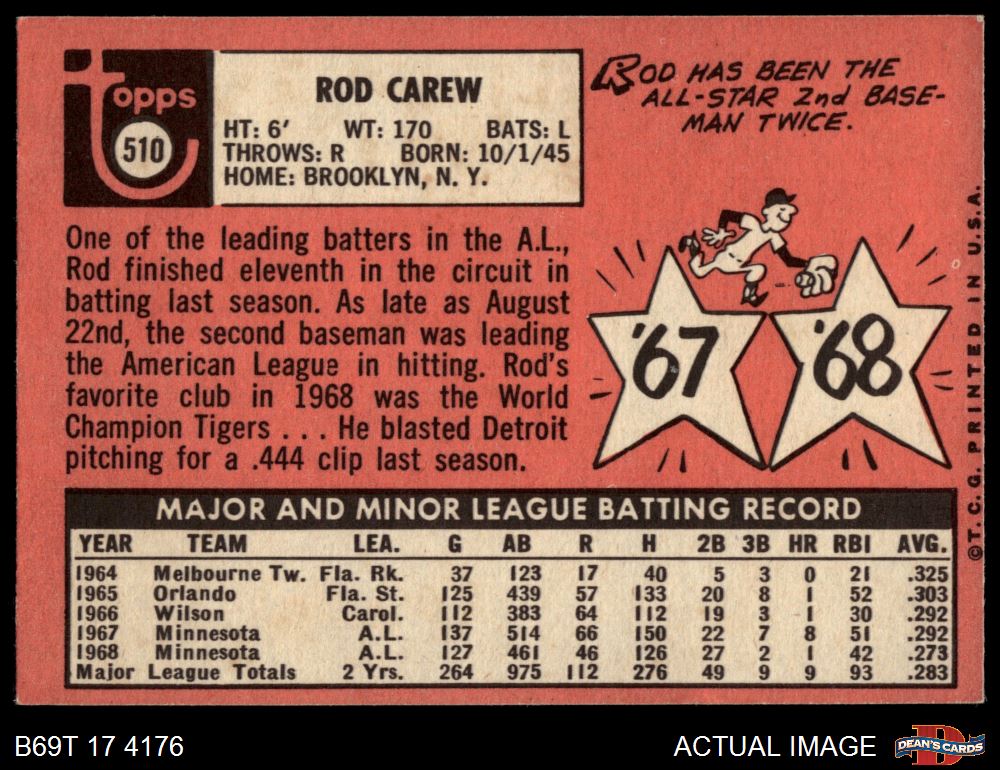 Topps
510
ROD CAREW
HT: 6' WT: 170 BATS: L
THROWS: R BORN: 10/1/45
HOME: BROOKLYN, N. Y.
ROD HAS BEEN THE
ALL-STAR 2nd BASE-
MAN TWICE.
One of the leading batters in the A.L.,
Rod finished eleventh in the circuit in
batting last season. As late as August
22nd, the second baseman was leading
the American League in hitting. Rod's
favorite club in 1968 was the World
Champion Tigers . . . He blasted Detroit
pitching for a .444 clip last season.
'67
'68
© T. C. G. PRINTED IN U.S.A.
MAJOR AND MINOR LEAGUE BATTING RECORD
YEAR TEAM LEA. G AB R H 2B 3B HR RBI AVG.
1964 Melbourne Tw. Fla. Rk. 37 123 17 40 5 3 0 21 .325
1965 Orlando Fla. St. 125 439 57 133 20 8 1 52 .303
1966 Wilson Carol. 112 383 64 112 19 3 1 30 .292
1967 Minnesota A.L. 137 514 66 150 22 7 8 51 .292
1968 Minnesota A.L. 127 461 46 126 27 2 1 42 .273
Major League Totals 2 Yrs. 264 975 112 276 49 9 9 93 .283
B69T 17 4176
ACTUAL IMAGE
DEAN'S CARDS